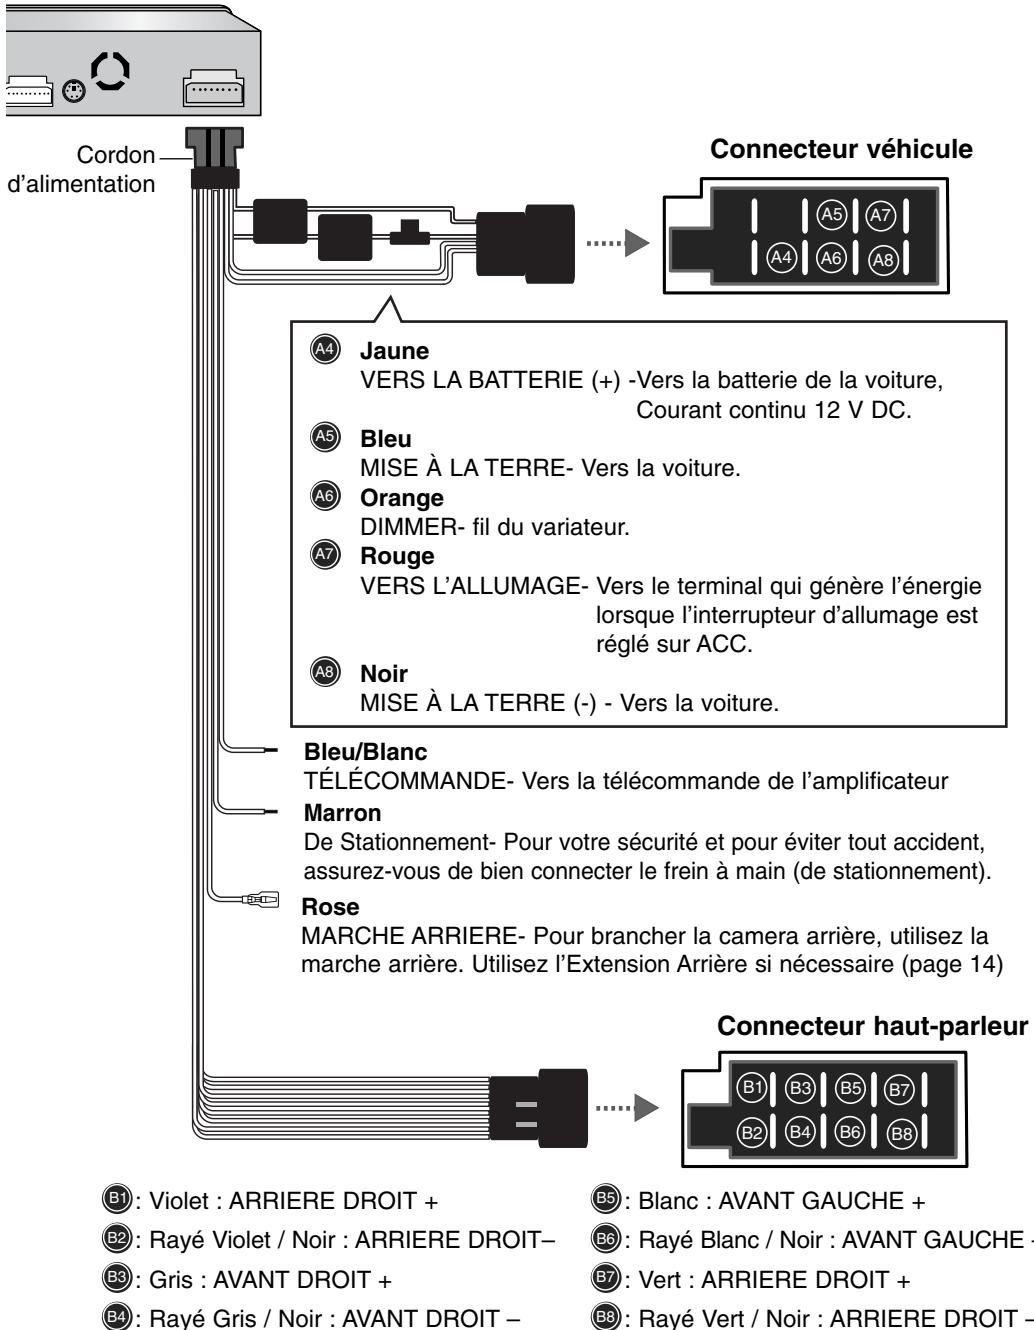 Cordon
d'alimentation
Connecteur véhicule
A5 A7
A4 A6 A8
A4 Jaune
VERS LA BATTERIE (+) -Vers la batterie de la voiture,
Courant continu 12 V DC.
A5 Bleu
MISE À LA TERRE- Vers la voiture.
A6 Orange
DIMMER- fil du variateur.
A7 Rouge
VERS L'ALLUMAGE- Vers le terminal qui génère l'énergie
lorsque l'interrupteur d'allumage est
réglé sur ACC.
A8 Noir
MISE À LA TERRE (-) - Vers la voiture.
Bleu/Blanc
TÉLÉCOMMANDE- Vers la télécommande de l'amplificateur
Marron
De Stationnement- Pour votre sécurité et pour éviter tout accident,
assurez-vous de bien connecter le frein à main (de stationnement).
Rose
MARCHE ARRIERE- Pour brancher la camera arrière, utilisez la
marche arrière. Utilisez l'Extension Arrière si nécessaire (page 14)
Connecteur haut-parleur
B1 B3 B5 B7
B2 B4 B6 B8
B1 : Violet : ARRIERE DROIT +
B2 : Rayé Violet / Noir : ARRIERE DROIT–
B3 : Gris : AVANT DROIT +
B4 : Rayé Gris / Noir : AVANT DROIT –
B5 : Blanc : AVANT GAUCHE +
B6 : Rayé Blanc / Noir : AVANT GAUCHE -
B7 : Vert : ARRIERE DROIT +
B8 : Rayé Vert / Noir : ARRIERE DROIT –